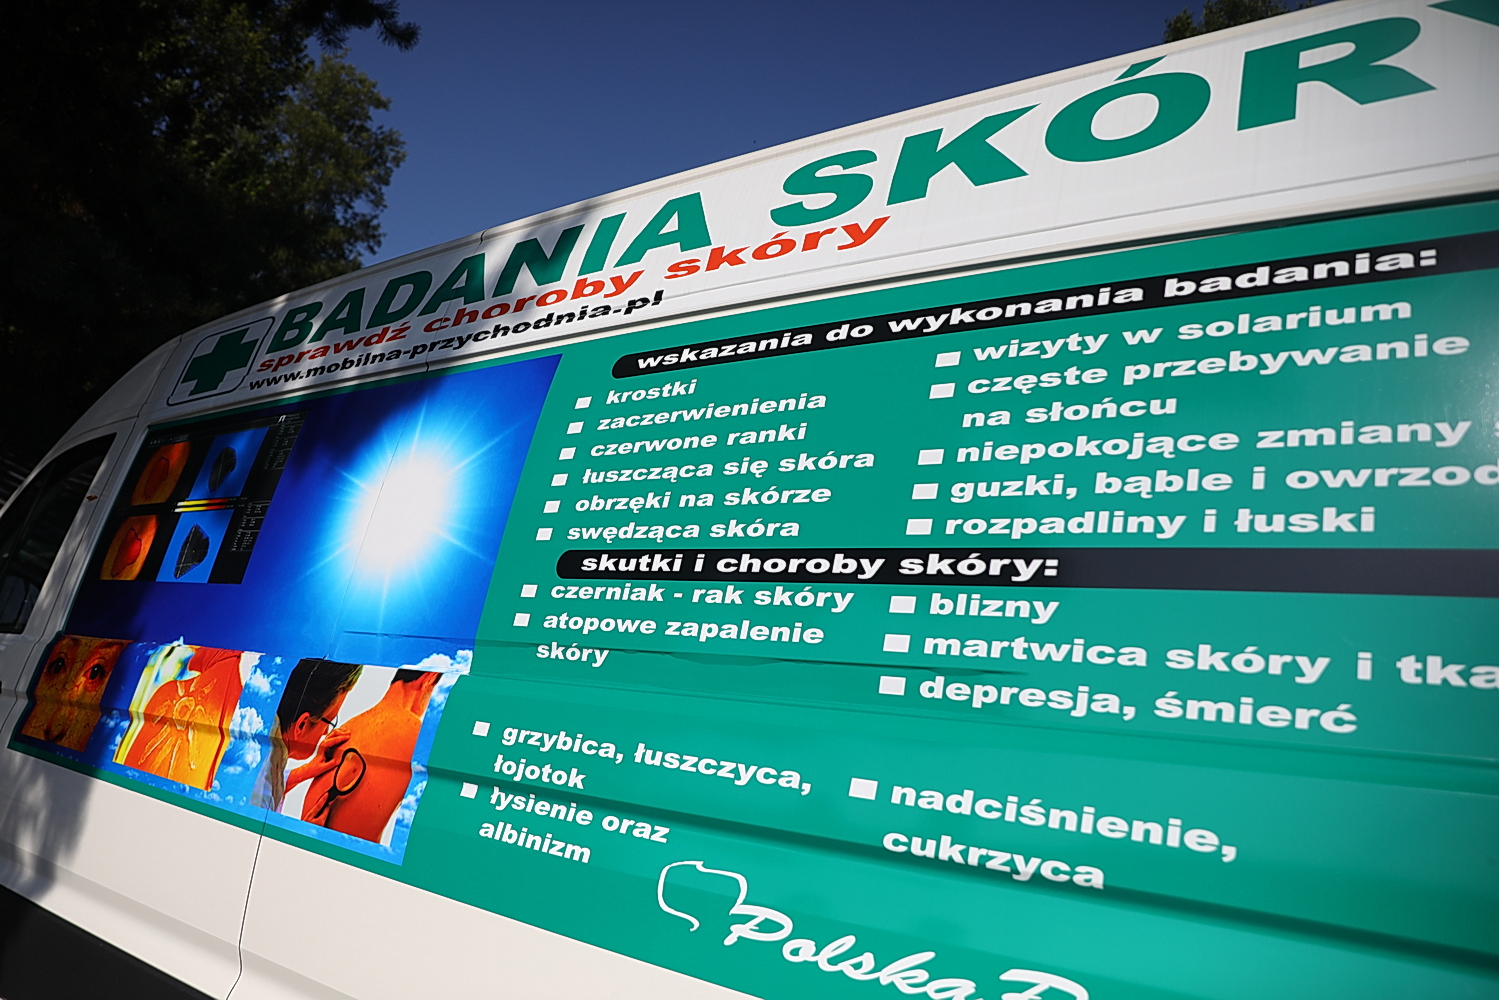 BADANIA SKÓRY
sprawdź choroby skóry
www.mobilna-przychodnia.pl
wskazania do wykonania badania:
krostki
zaczerwienienia
czerwone ranki
łuszcząca się skóra
obrzęki na skórze
swędząca skóra
wizyty w solarium
częste przebywanie
na słońcu
niepokojące zmiany
guzki, bąble i owrzod
rozpadliny i łuski
skutki i choroby skóry:
czerniak - rak skóry
atopowe zapalenie
skóry
grzybica, łuszczyca,
łojotok
łysienie oraz
albinizm
blizny
martwica skóry i tka
depresja, śmierć
nadciśnienie,
cukrzyca
Polska